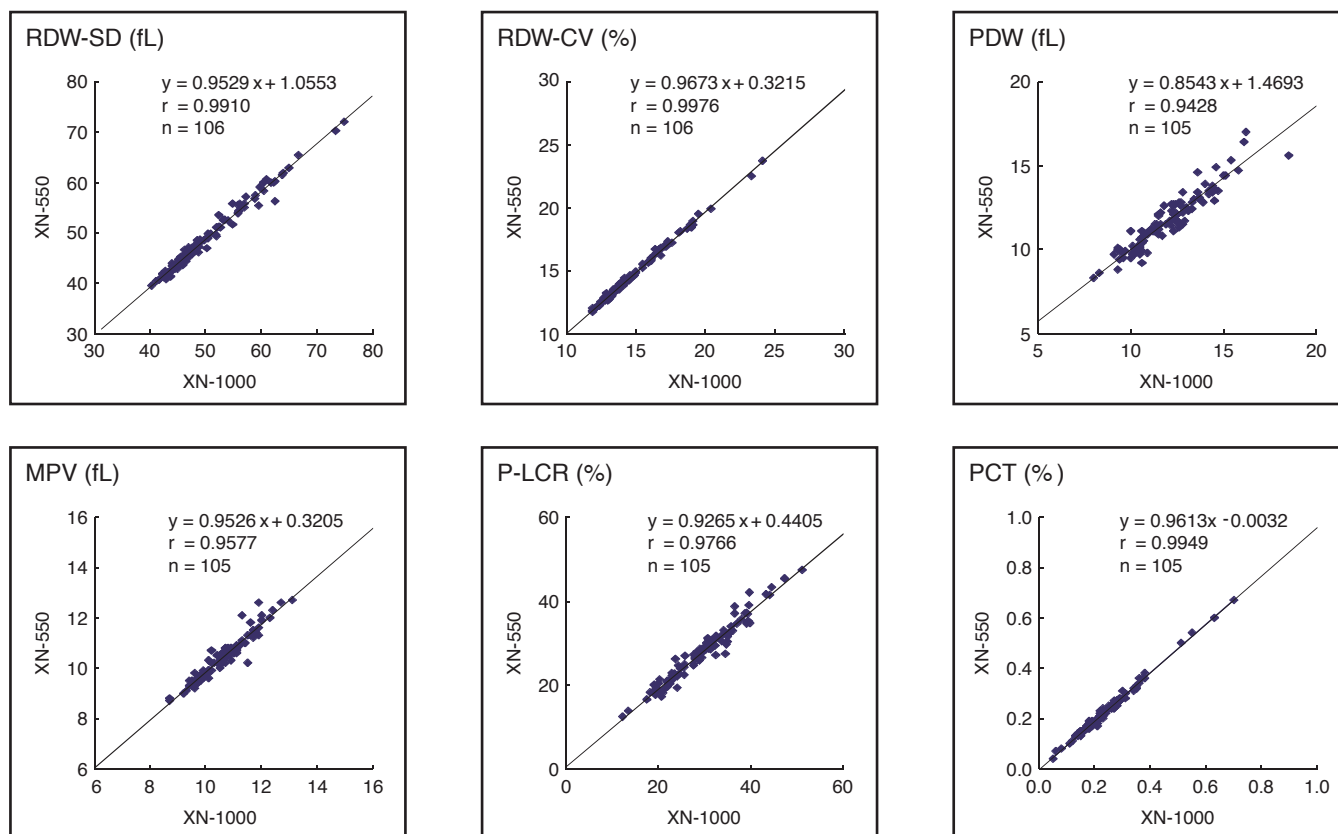 RDW-SD (fL)
y = 0.9529 x + 1.0553
r = 0.9910
n = 106
XN-550
80
70
60
50
40
30
30 40 50 60 70 80
XN-1000
RDW-CV (%)
y = 0.9673 x + 0.3215
r = 0.9976
n = 106
XN-550
30
25
20
15
10
10 15 20 25 30
XN-1000
PDW (fL)
y = 0.8543 x + 1.4693
r = 0.9428
n = 105
XN-550
20
15
10
5
5 10 15 20
XN-1000
MPV (fL)
y = 0.9526 x + 0.3205
r = 0.9577
n = 105
XN-550
16
14
12
10
8
6
6 8 10 12 14 16
XN-1000
P-LCR (%)
y = 0.9265 x + 0.4405
r = 0.9766
n = 105
XN-550
60
40
20
0
0 20 40 60
XN-1000
PCT (%)
y = 0.9613x -0.0032
r = 0.9949
n = 105
XN-550
1.0
0.8
0.6
0.4
0.2
0.0
0.0 0.2 0.4 0.6 0.8 1.0
XN-1000